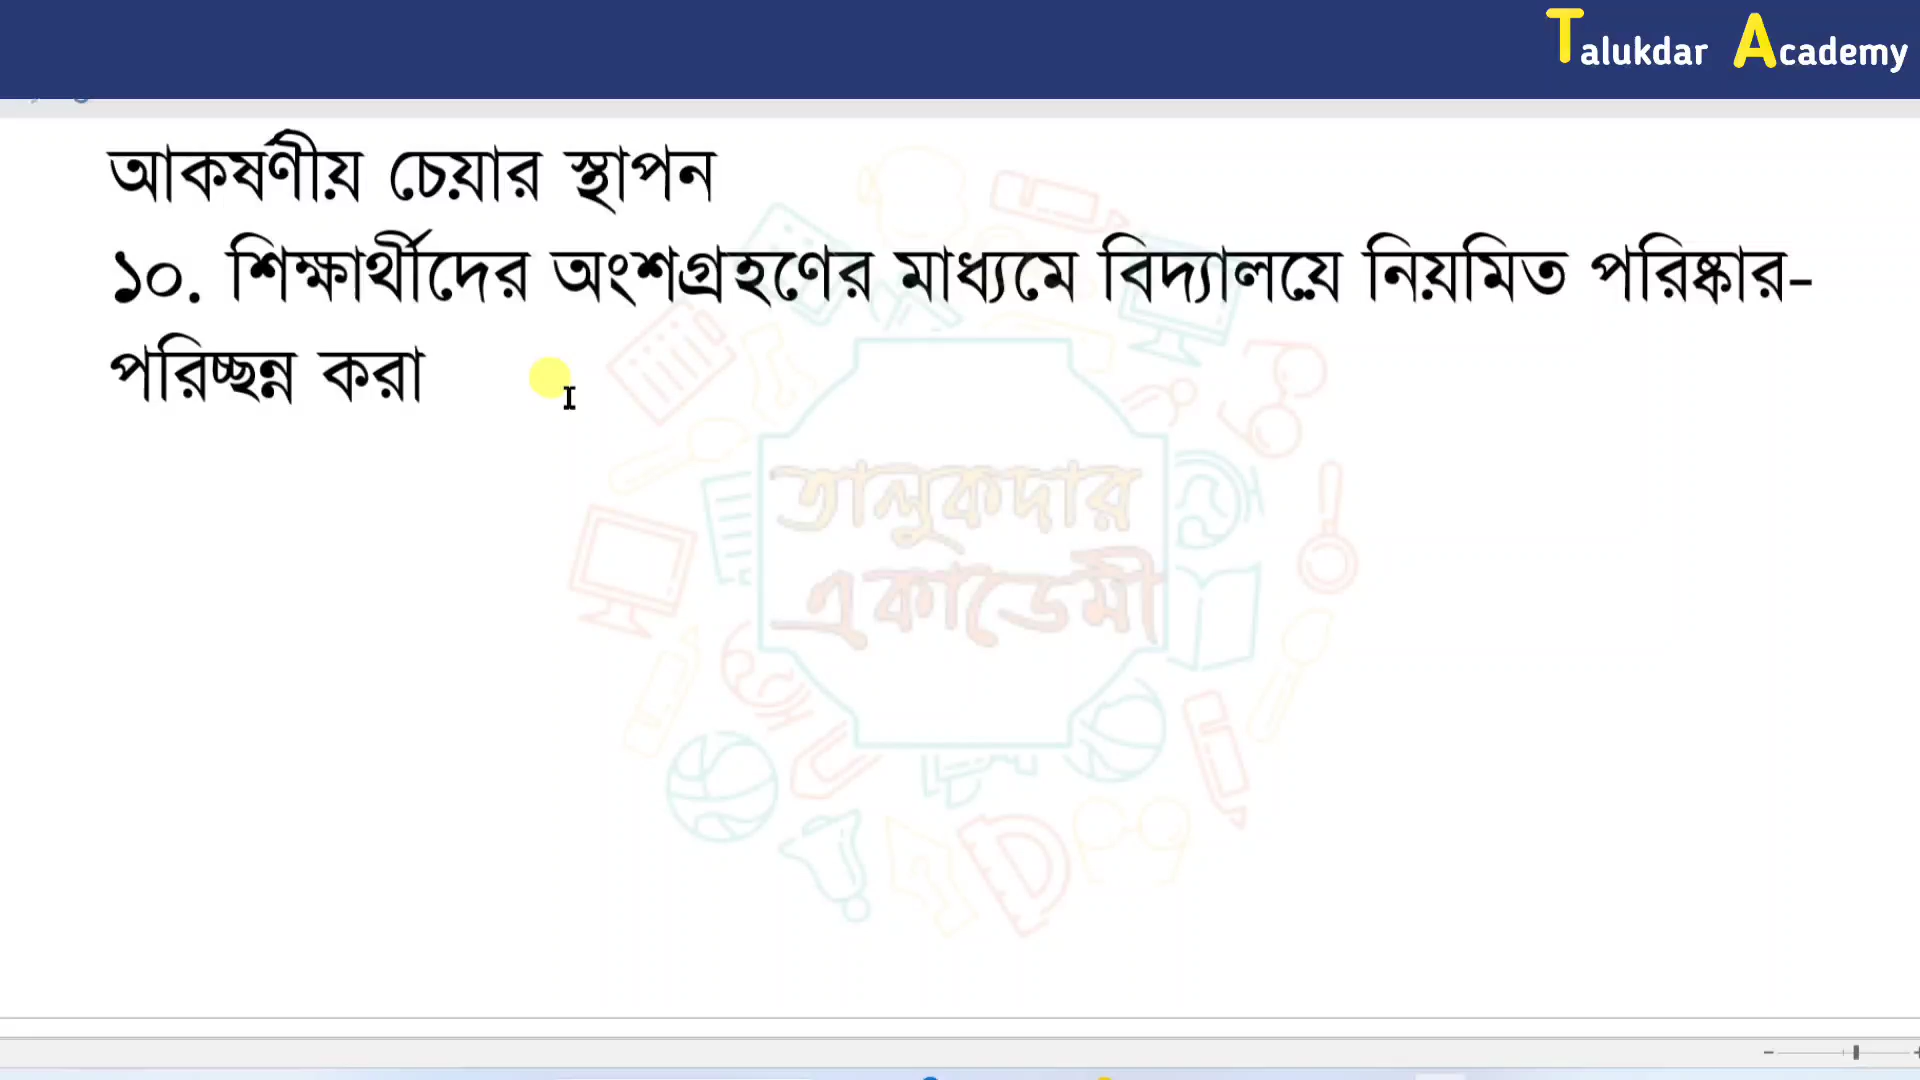 Talukdar Academy
আকর্ষণীয় চেয়ার স্থাপন
১০. শিক্ষার্থীদের অংশগ্রহণের মাধ্যমে বিদ্যালয়ে নিয়মিত পরিষ্কার-
পরিচ্ছন্ন করা
তালুকদার
একাডেমী